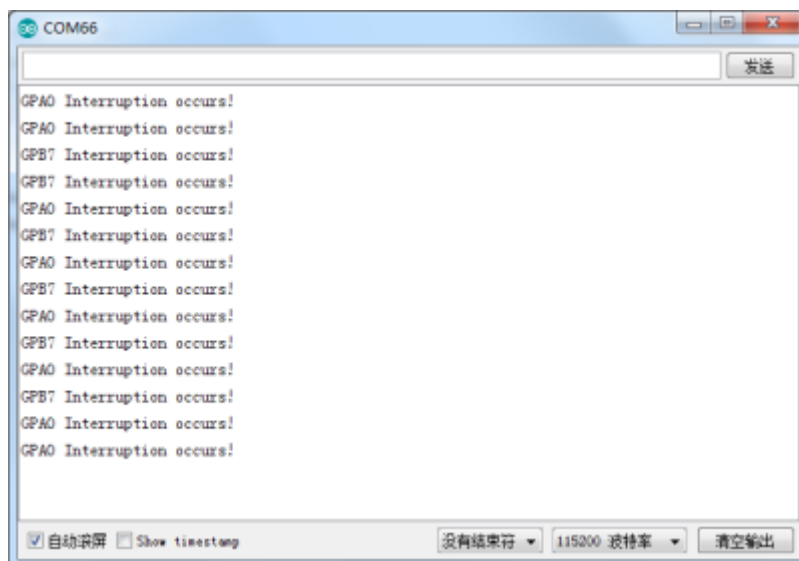 COM66
发送
GPA0 Interruption occurs!
GPA0 Interruption occurs!
GPB7 Interruption occurs!
GPB7 Interruption occurs!
GPA0 Interruption occurs!
GPB7 Interruption occurs!
GPA0 Interruption occurs!
GPB7 Interruption occurs!
GPA0 Interruption occurs!
GPB7 Interruption occurs!
GPA0 Interruption occurs!
GPB7 Interruption occurs!
GPA0 Interruption occurs!
GPA0 Interruption occurs!
自动滚屏 Show timestamp 没有结束符 115200 波特率 清空输出